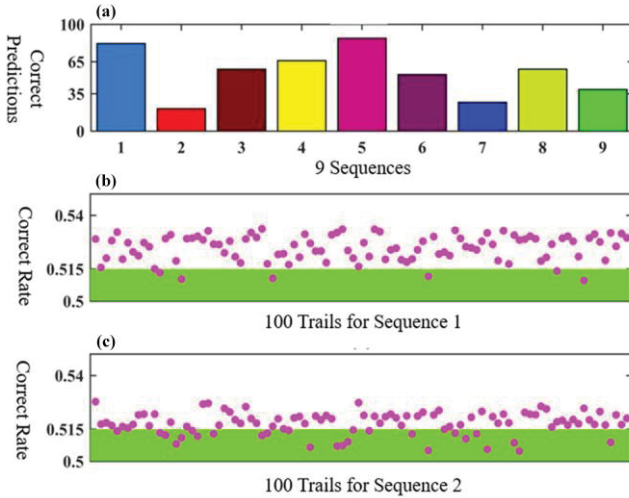 (a)
100
65
35
0
Correct
Predictions
1 2 3 4 5 6 7 8 9
9 Sequences
(b)
0.54
0.515
0.5
Correct Rate
100 Trails for Sequence 1
(c)
0.54
0.515
0.5
Correct Rate
100 Trails for Sequence 2